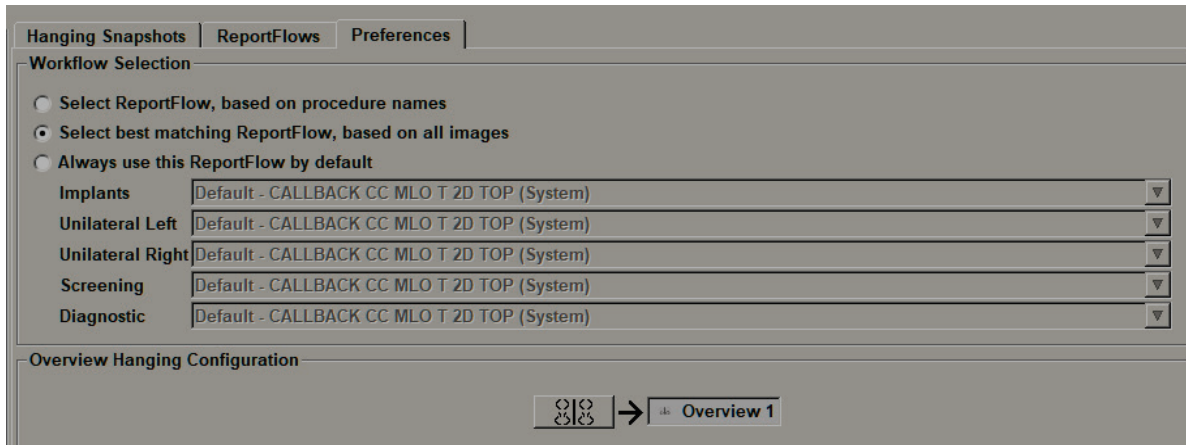 Hanging Snapshots ReportFlows Preferences
Workflow Selection
Select ReportFlow, based on procedure names
Select best matching ReportFlow, based on all images
Always use this ReportFlow by default
Implants Default - CALLBACK CC MLO T 2D TOP (System)
Unilateral Left Default - CALLBACK CC MLO T 2D TOP (System)
Unilateral Right Default - CALLBACK CC MLO T 2D TOP (System)
Screening Default - CALLBACK CC MLO T 2D TOP (System)
Diagnostic Default - CALLBACK CC MLO T 2D TOP (System)
Overview Hanging Configuration
Overview 1